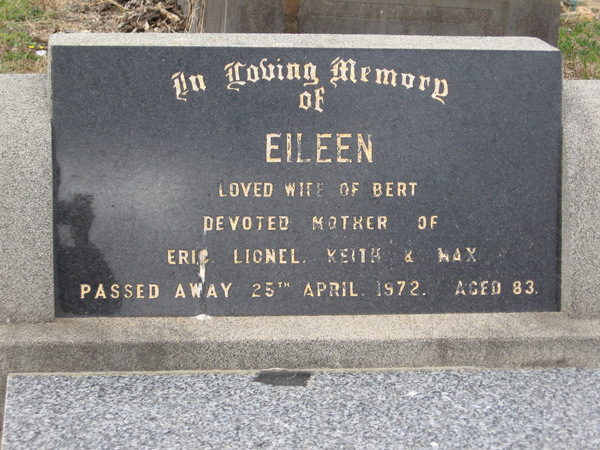 In Loving Memory
of
EILEEN
LOVED WIFE OF BERT
DEVOTED MOTHER OF
ERIC. LIONEL. KEITH & MAX
PASSED AWAY 25TH APRIL. 1972. AGED 83.